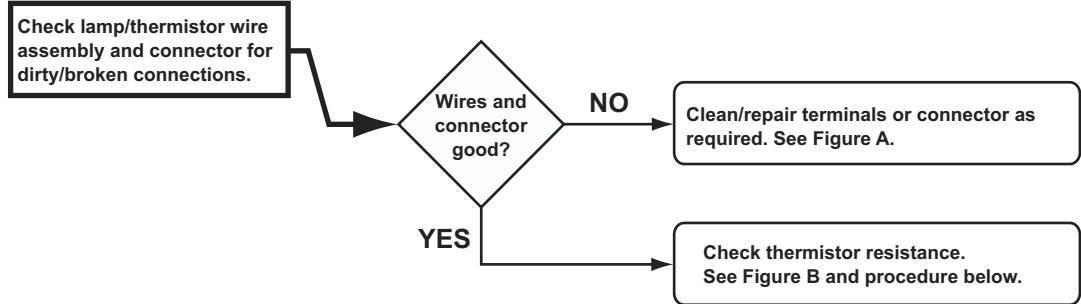 Check lamp/thermistor wire
assembly and connector for
dirty/broken connections.
Wires and
connector
good?
NO
Clean/repair terminals or connector as
required. See Figure A.
YES
Check thermistor resistance.
See Figure B and procedure below.